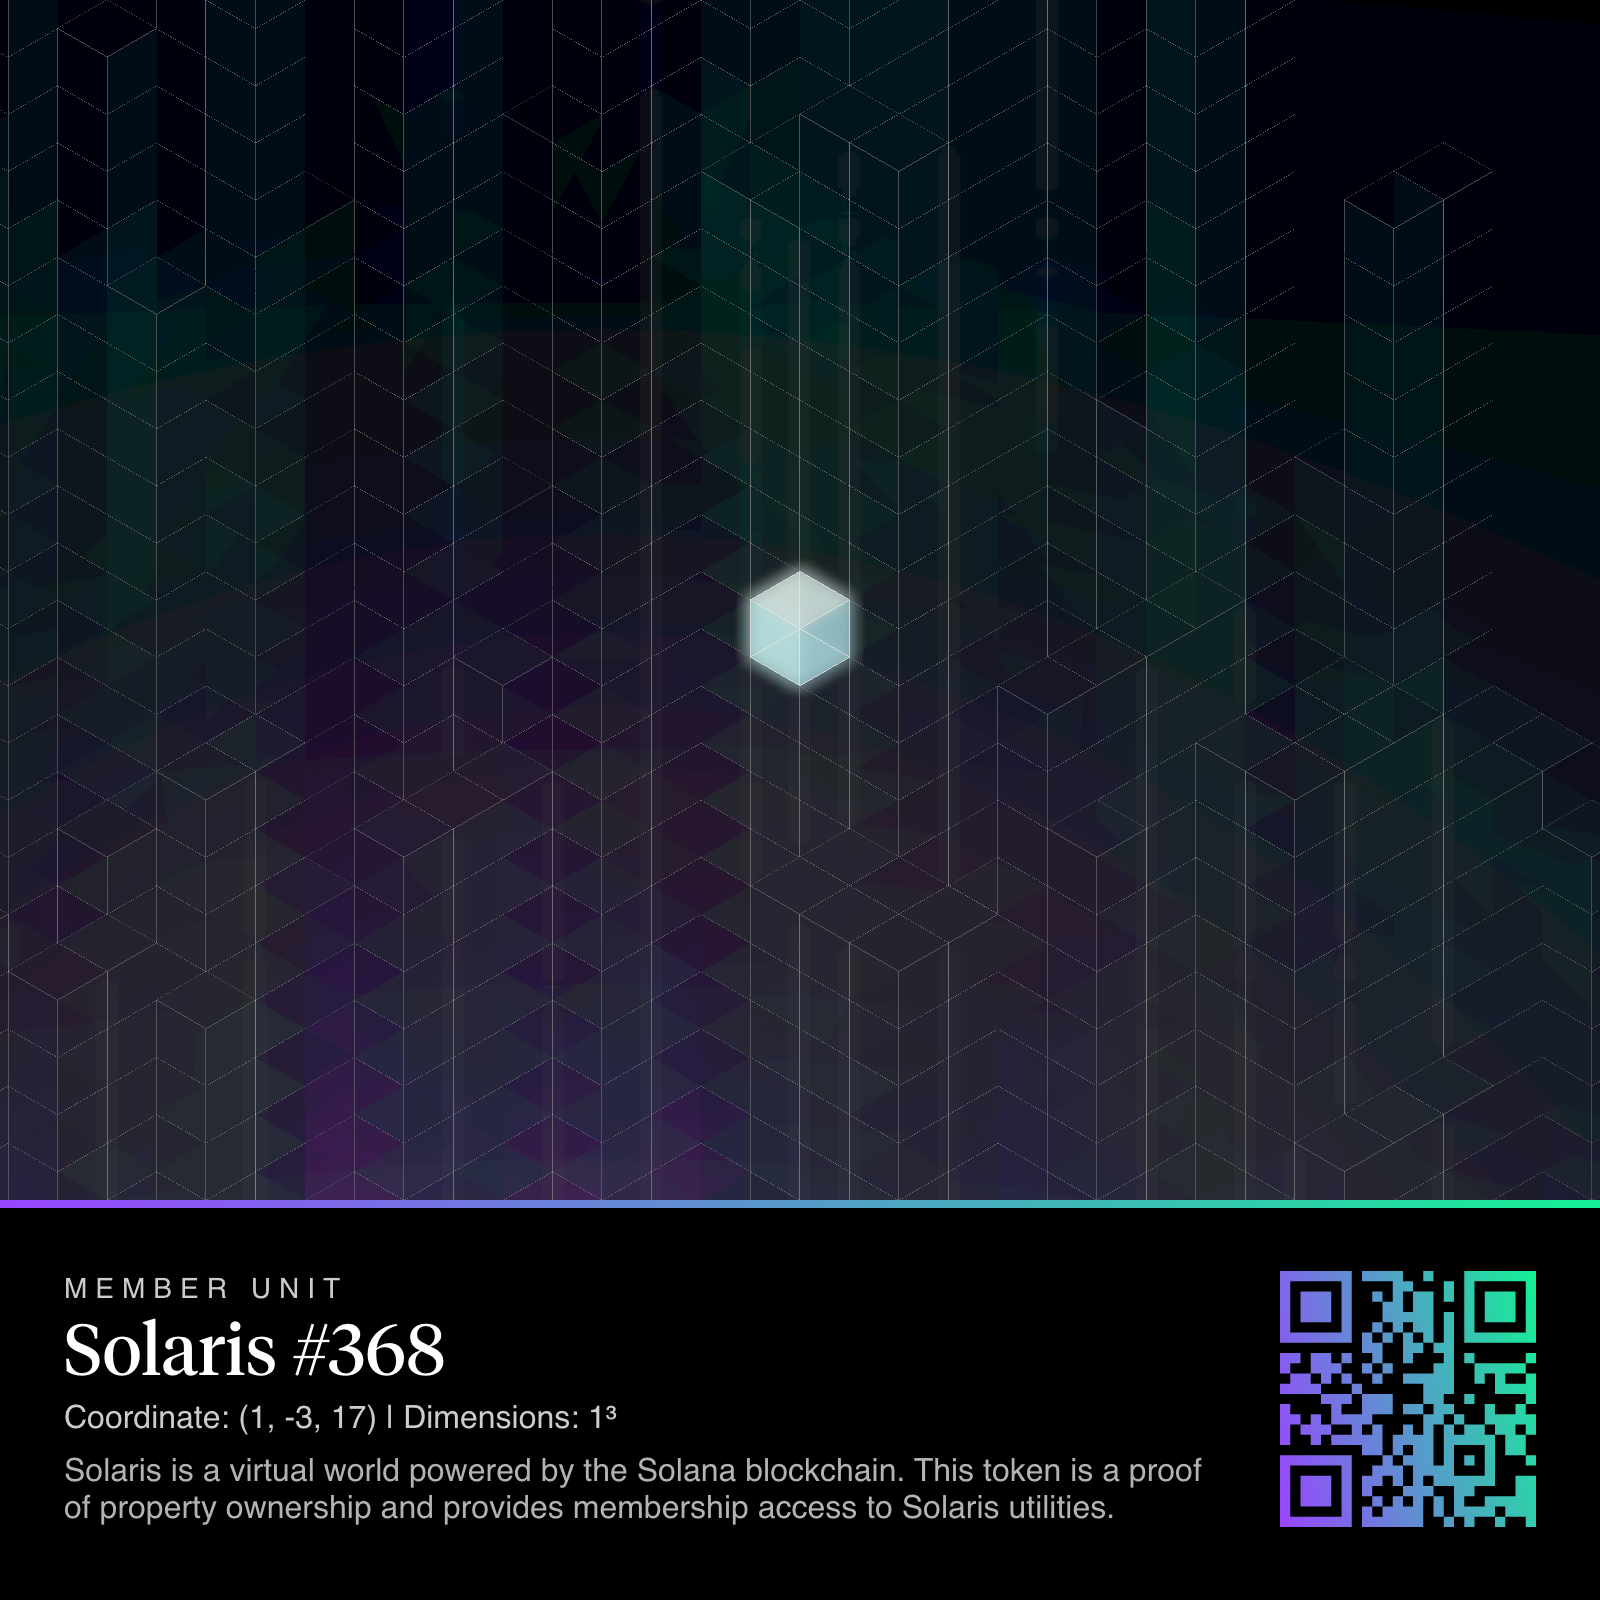 MEMBER UNIT
Solaris #368
Coordinate: (1, -3, 17) | Dimensions: 1³
Solaris is a virtual world powered by the Solana blockchain. This token is a proof
of property ownership and provides membership access to Solaris utilities.